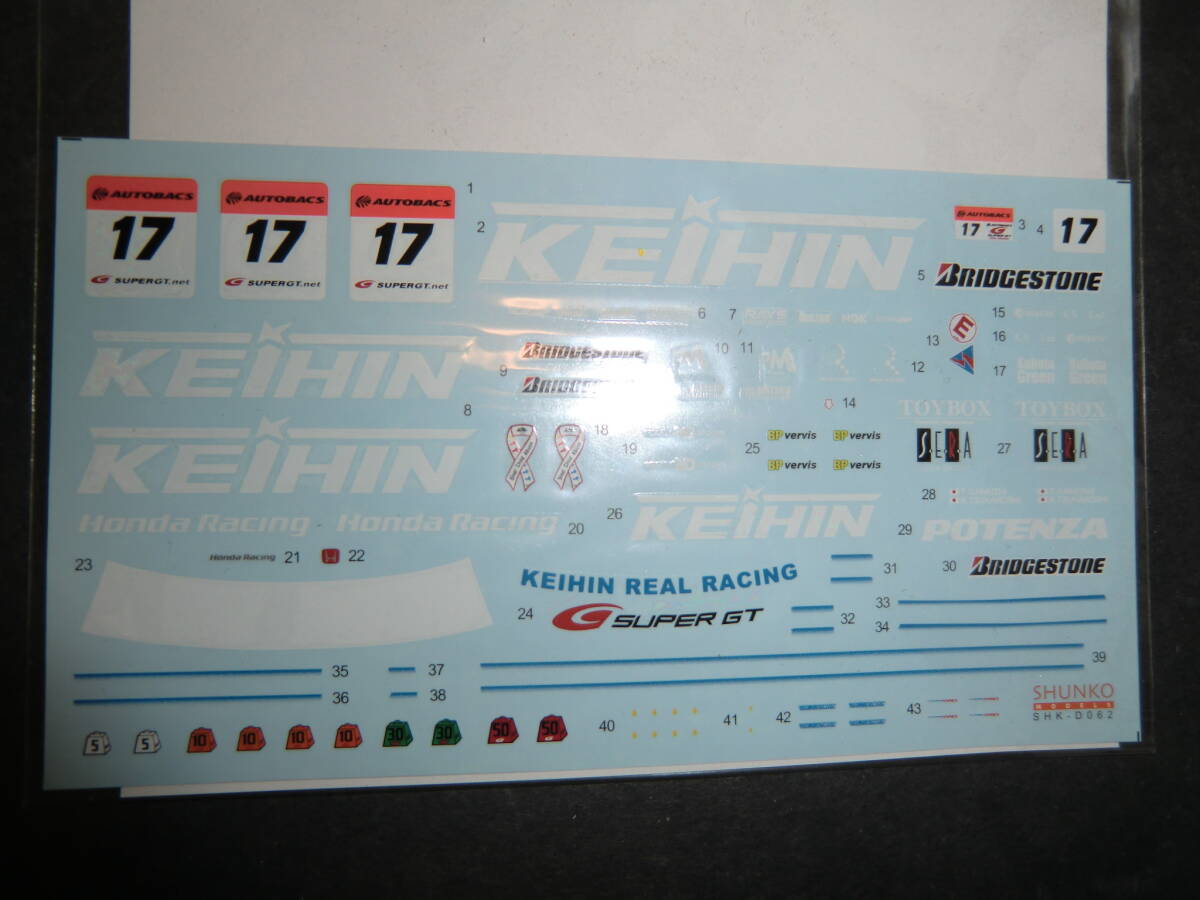 AUTOBACS
17
SUPERGT.net
AUTOBACS
17
SUPERGT.net
AUTOBACS
17
SUPERGT.net
1
2
KEIHIN
AUTOBACS
17
3
4
17
5
BRIDGESTONE
6
7
RAYS
15
KEIHIN
BRIDGESTONE
10
11
13
E
16
9
BRIDGESTONE
12
17
Green
Green
8
14
TOYBOX
TOYBOX
KEIHIN
18
19
25
BP vervis
BP vervis
BP vervis
BP vervis
SERA
27
SERA
28
Honda Racing
Honda Racing
20
26
KEIHIN
29
POTENZA
23
Honda Racing
21
22
KEIHIN REAL RACING
31
30
BRIDGESTONE
24
SUPER GT
32
33
34
35
36
37
38
39
5
5
10
10
10
10
30
30
50
50
40
41
42
43
SHUNKO
MODELS
SHK-D062